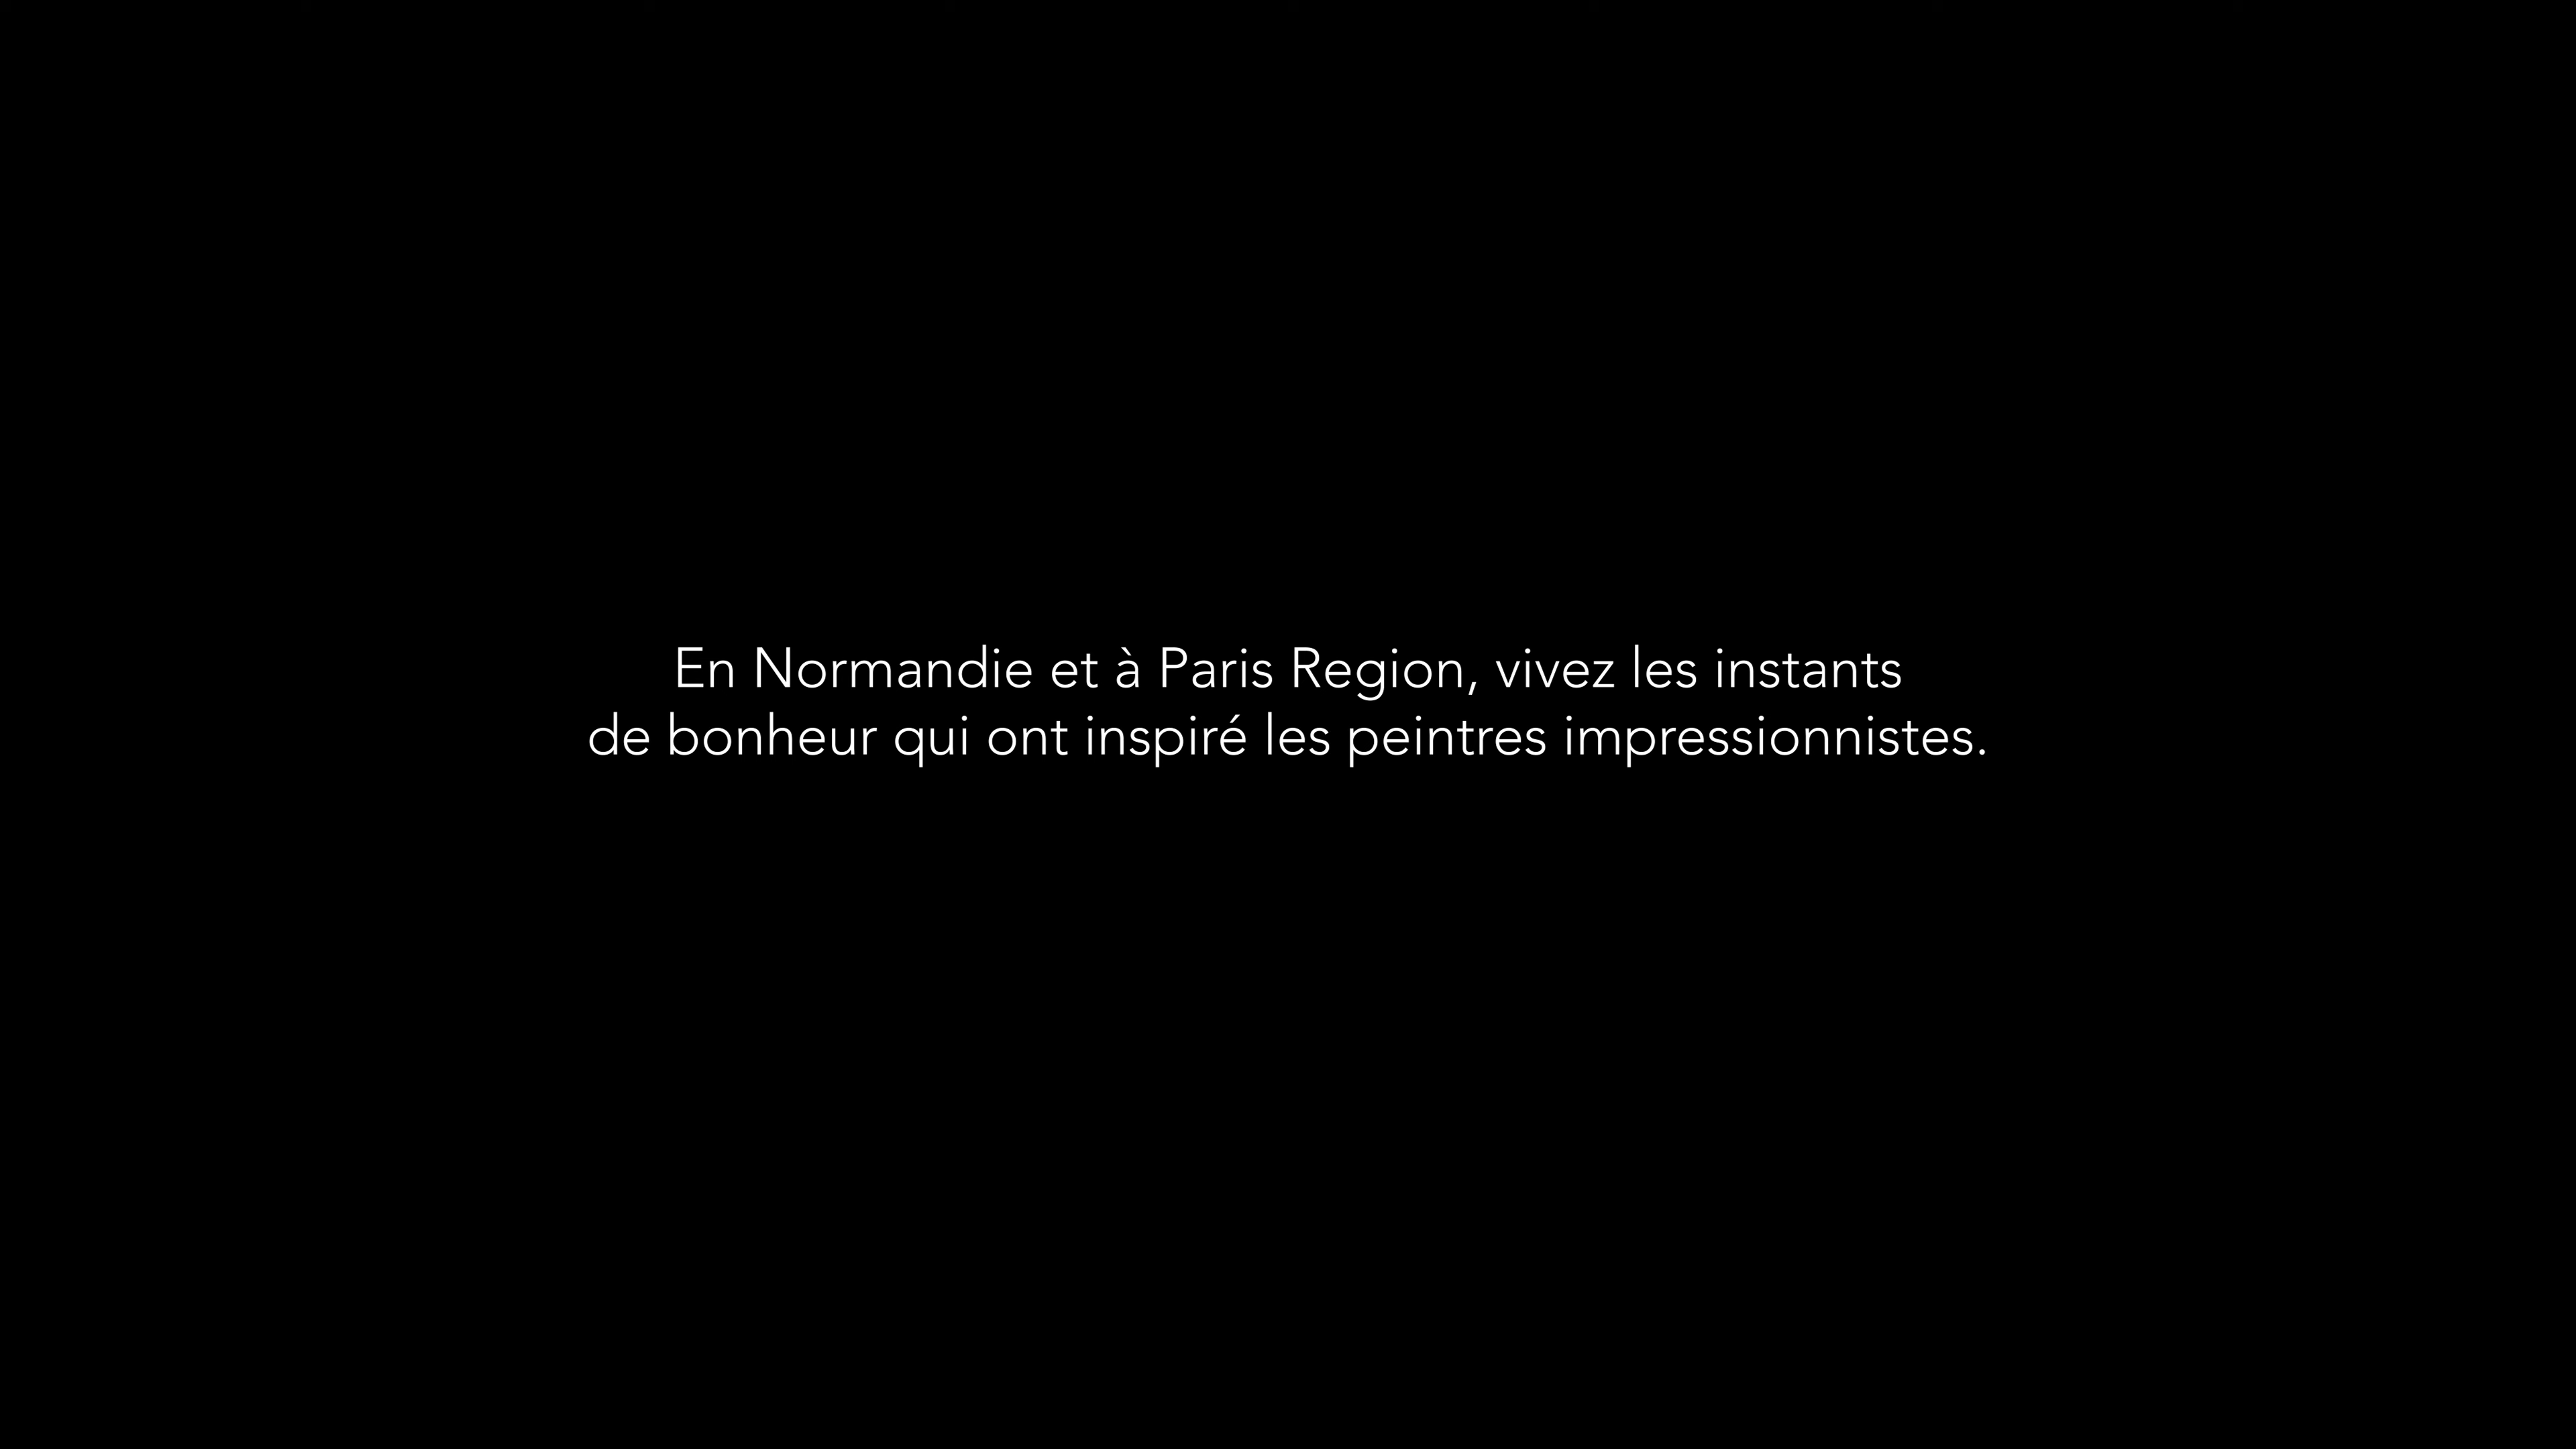 En Normandie et à Paris Region, vivez les instants
de bonheur qui ont inspiré les peintres impressionnistes.